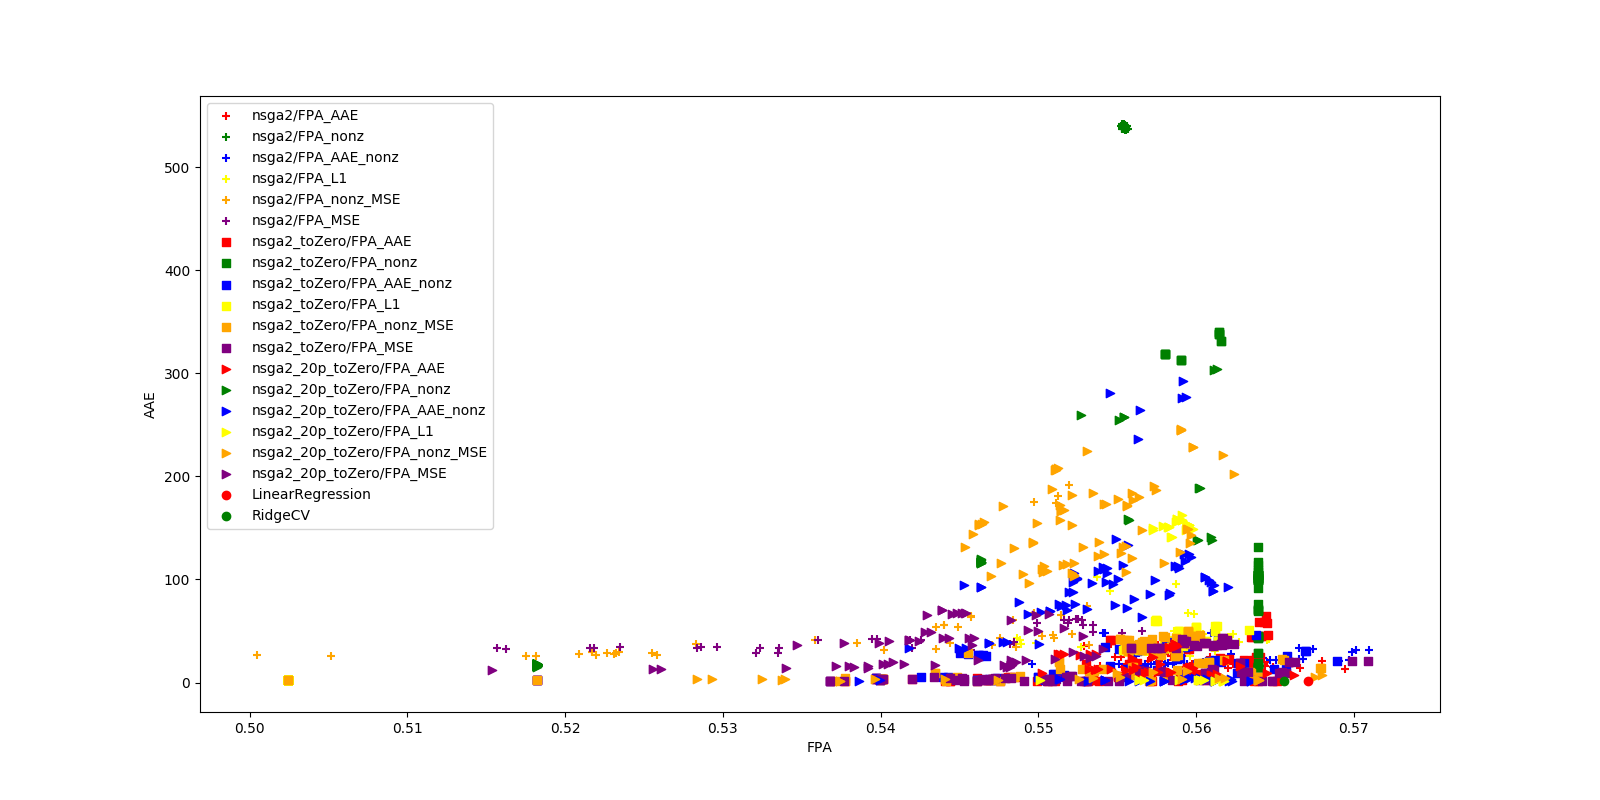 nsga2/FPA_AAE
nsga2/FPA_nonz
nsga2/FPA_AAE_nonz
nsga2/FPA_L1
nsga2/FPA_nonz_MSE
nsga2/FPA_MSE
nsga2_toZero/FPA_AAE
nsga2_toZero/FPA_nonz
nsga2_toZero/FPA_AAE_nonz
nsga2_toZero/FPA_L1
nsga2_toZero/FPA_nonz_MSE
nsga2_toZero/FPA_MSE
nsga2_20p_toZero/FPA_AAE
nsga2_20p_toZero/FPA_nonz
nsga2_20p_toZero/FPA_AAE_nonz
nsga2_20p_toZero/FPA_L1
nsga2_20p_toZero/FPA_nonz_MSE
nsga2_20p_toZero/FPA_MSE
LinearRegression
RidgeCV
500
400
300
200
100
0
AAE
0.50 0.51 0.52 0.53 0.54 0.55 0.56 0.57
FPA